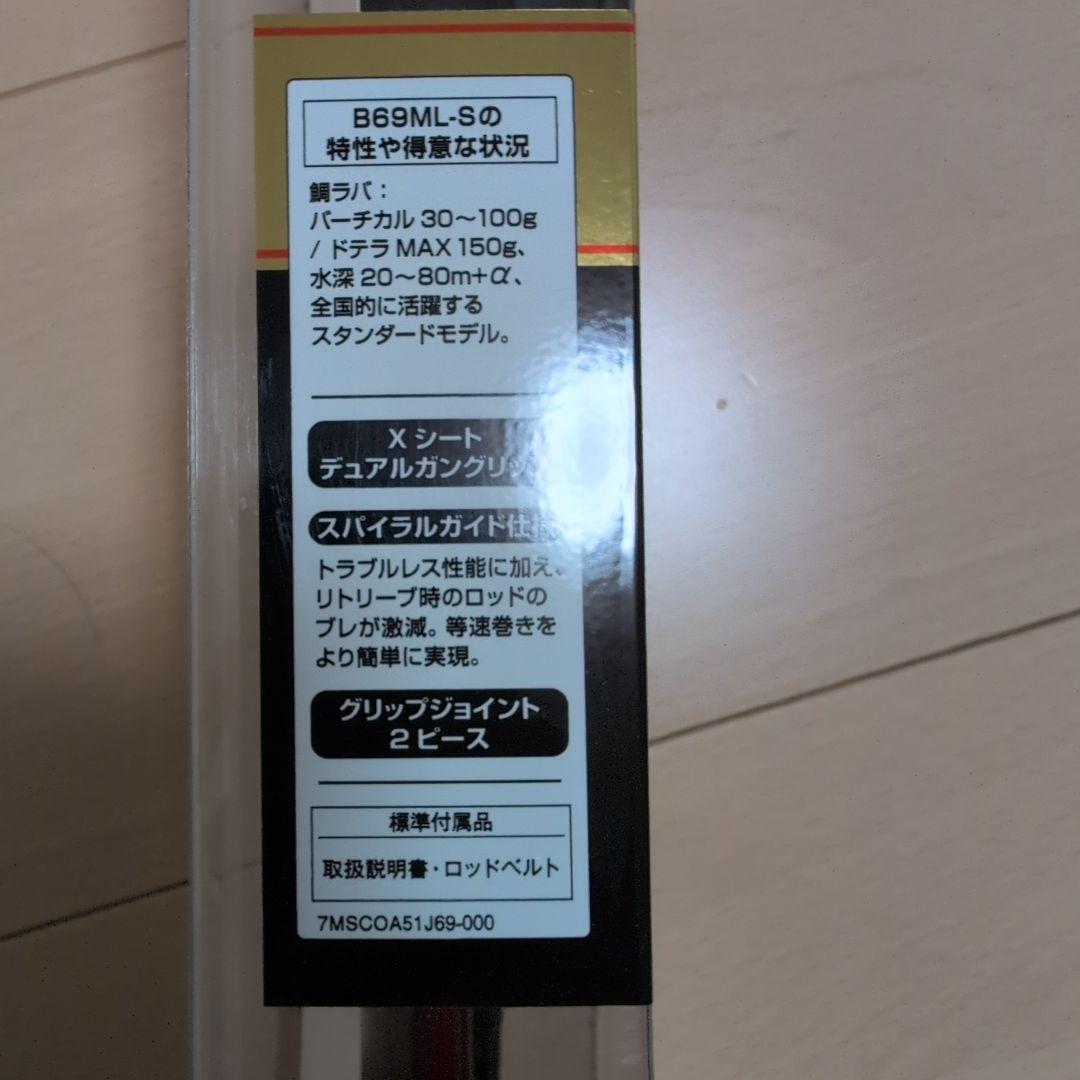 B69ML-Sの
特性や得意な状況
鯛ラバ：
バーチカル 30～100g
/ ドテラ MAX 150g、
水深 20～80m+α、
全国的に活躍する
スタンダードモデル。
X シート
デュアルガングリッ
スパイラルガイド仕様
トラブルレス性能に加え、
リトリーブ時のロッドの
ブレが激減。等速巻きを
より簡単に実現。
グリップジョイント
2 ピース
標準付属品
取扱説明書・ロッドベルト
7MSCOA51J69-000